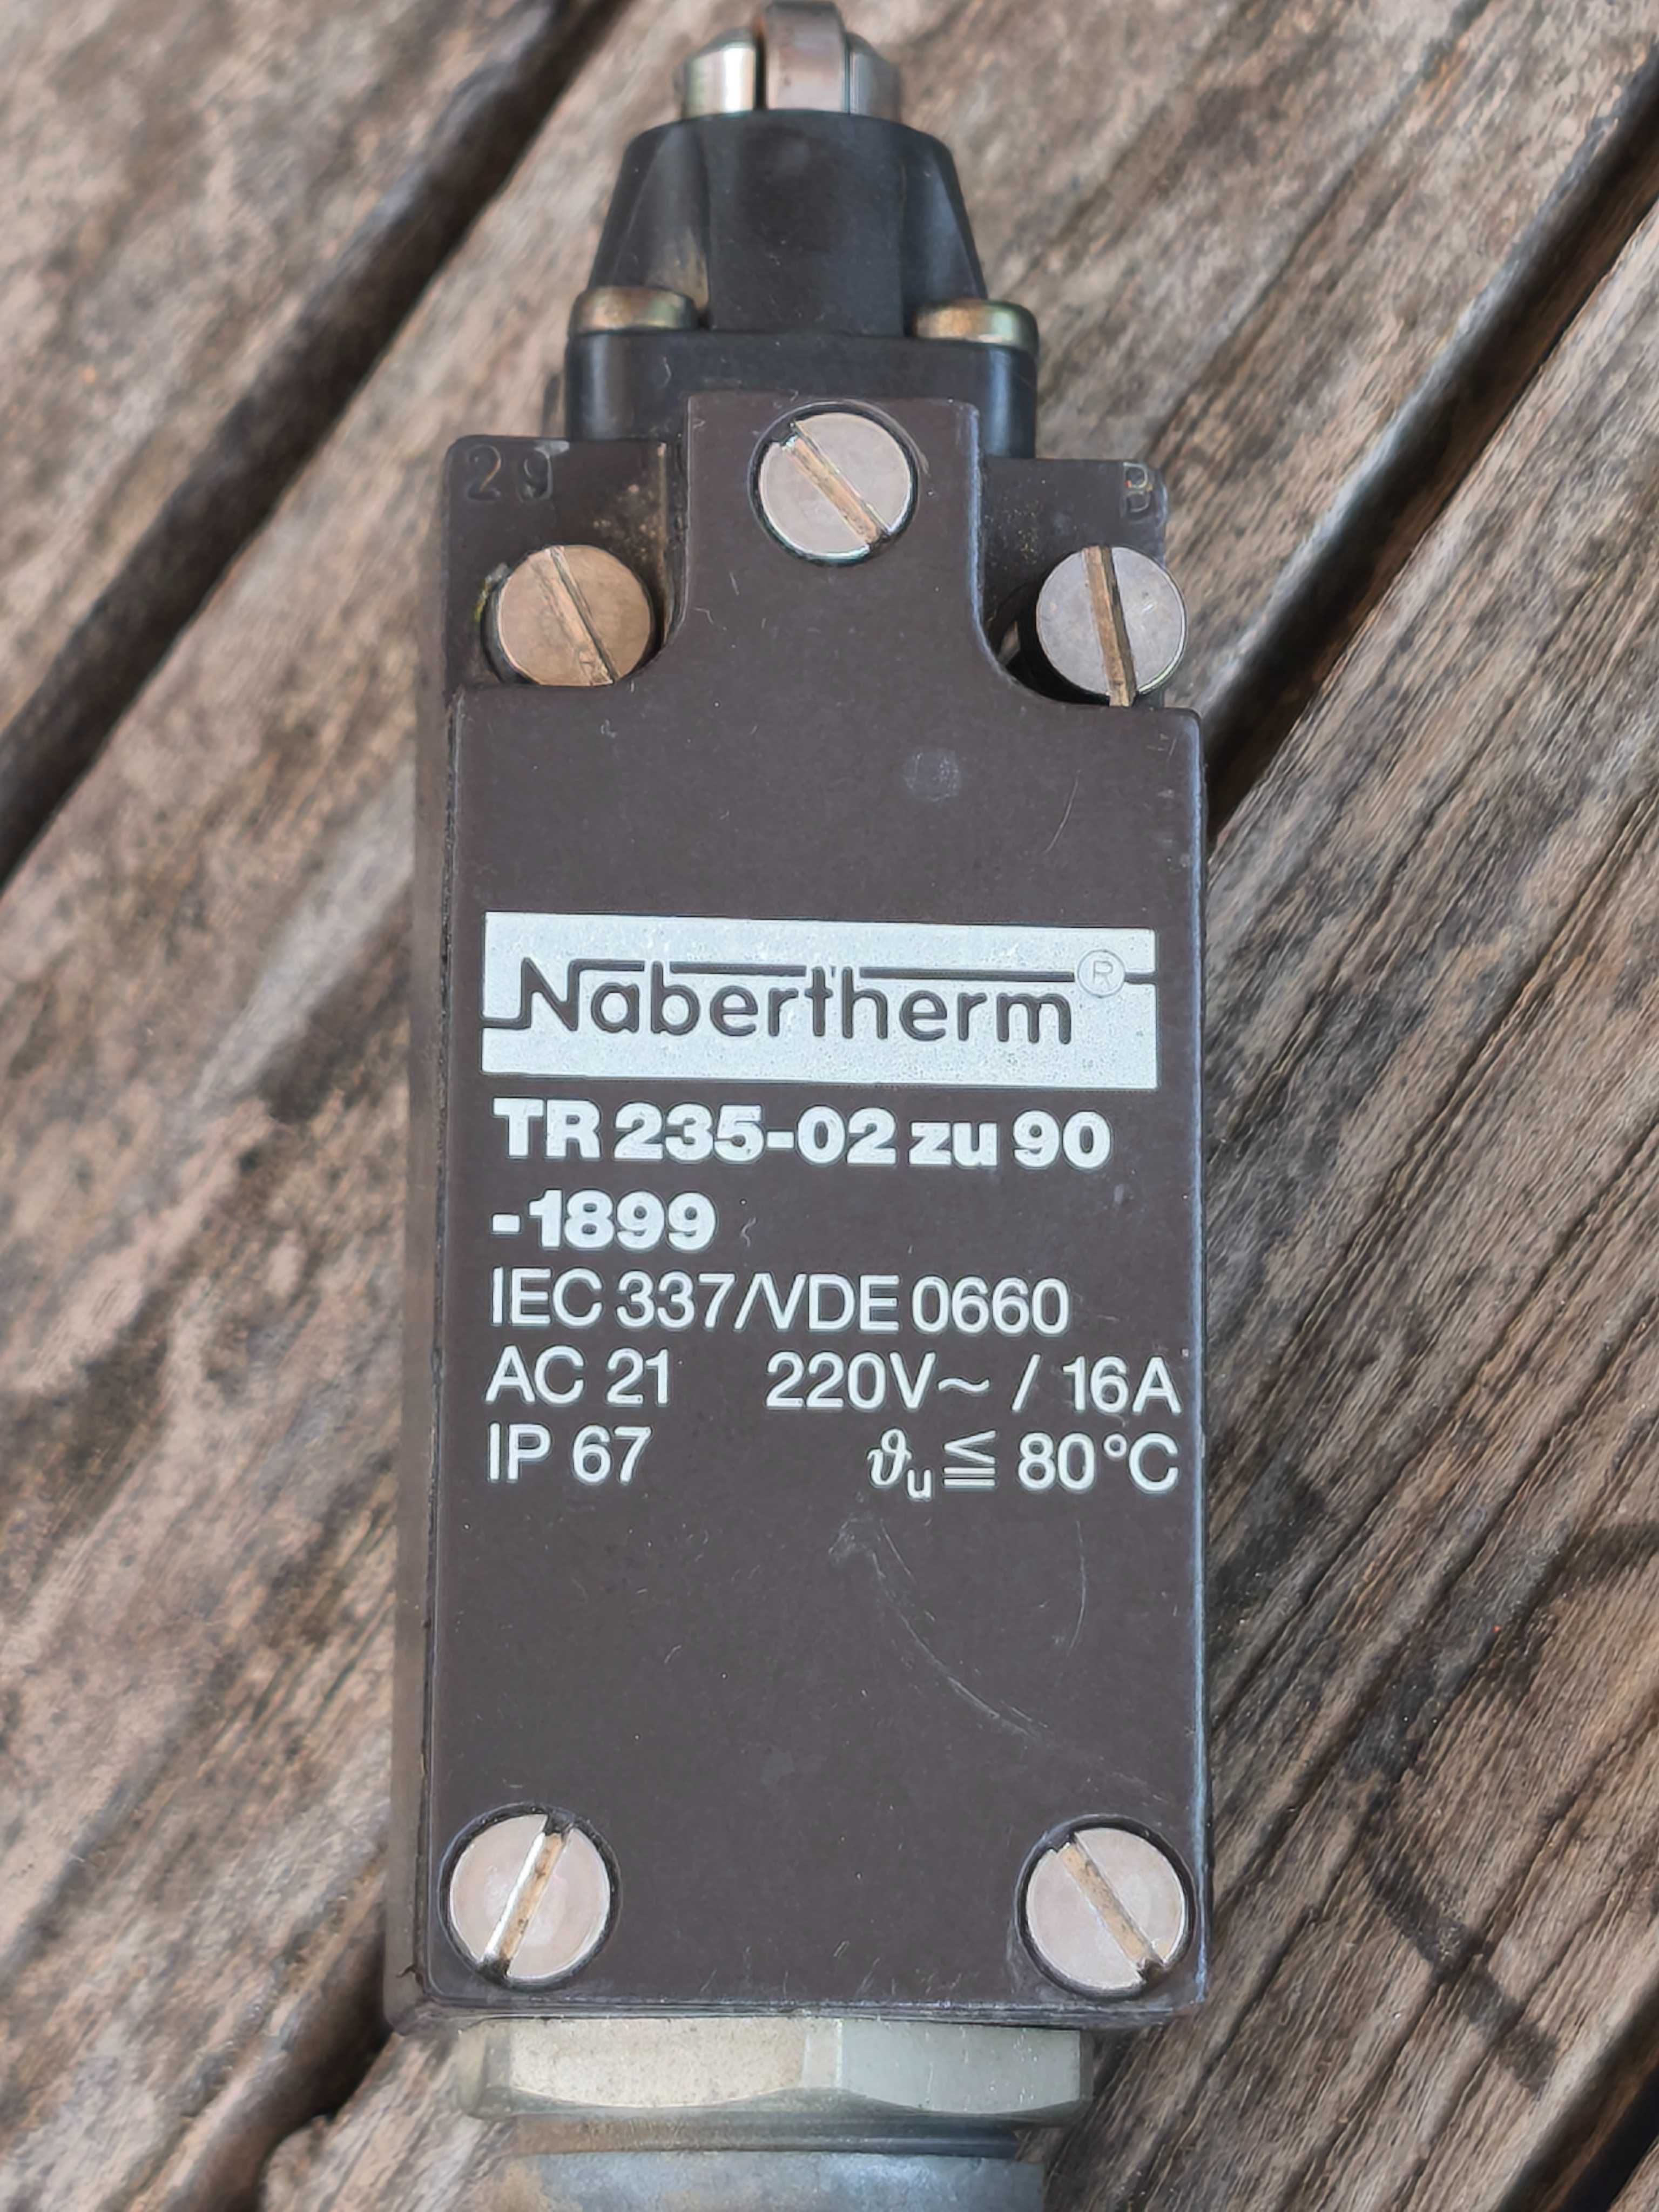 29 B
Nabertherm®
TR 235-02 zu 90
-1899
IEC 337/VDE 0660
AC 21 220V~ / 16A
IP 67 ϑu ≦ 80°C